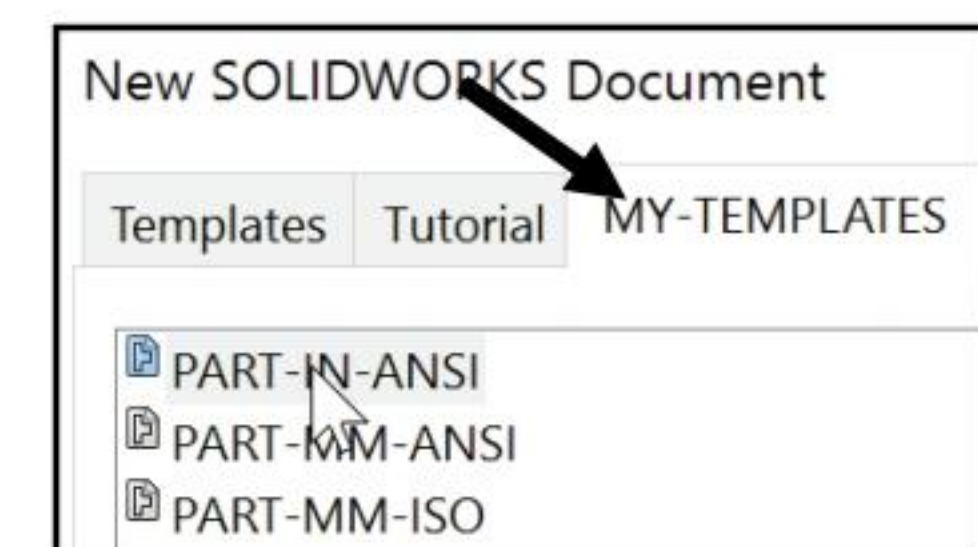 New SOLIDWORKS Document
Templates Tutorial MY-TEMPLATES
PART-IN-ANSI
PART-MM-ANSI
PART-MM-ISO